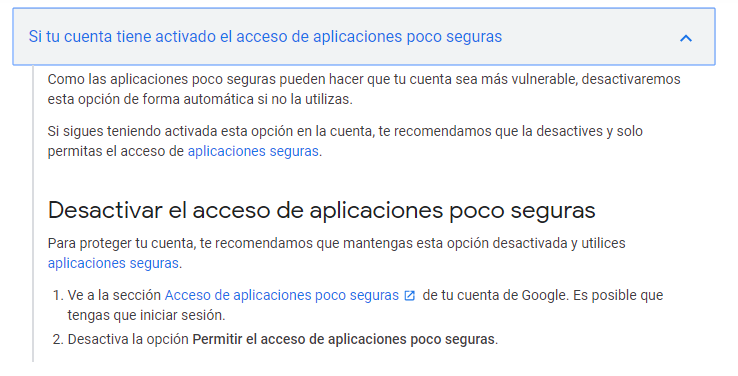 Si tu cuenta tiene activado el acceso de aplicaciones poco seguras
Como las aplicaciones poco seguras pueden hacer que tu cuenta sea más vulnerable, desactivaremos
esta opción de forma automática si no la utilizas.
Si sigues teniendo activada esta opción en la cuenta, te recomendamos que la desactives y solo
permitas el acceso de aplicaciones seguras.
Desactivar el acceso de aplicaciones poco seguras
Para proteger tu cuenta, te recomendamos que mantengas esta opción desactivada y utilices
aplicaciones seguras.
1. Ve a la sección Acceso de aplicaciones poco seguras de tu cuenta de Google. Es posible que
tengas que iniciar sesión.
2. Desactiva la opción Permitir el acceso de aplicaciones poco seguras.